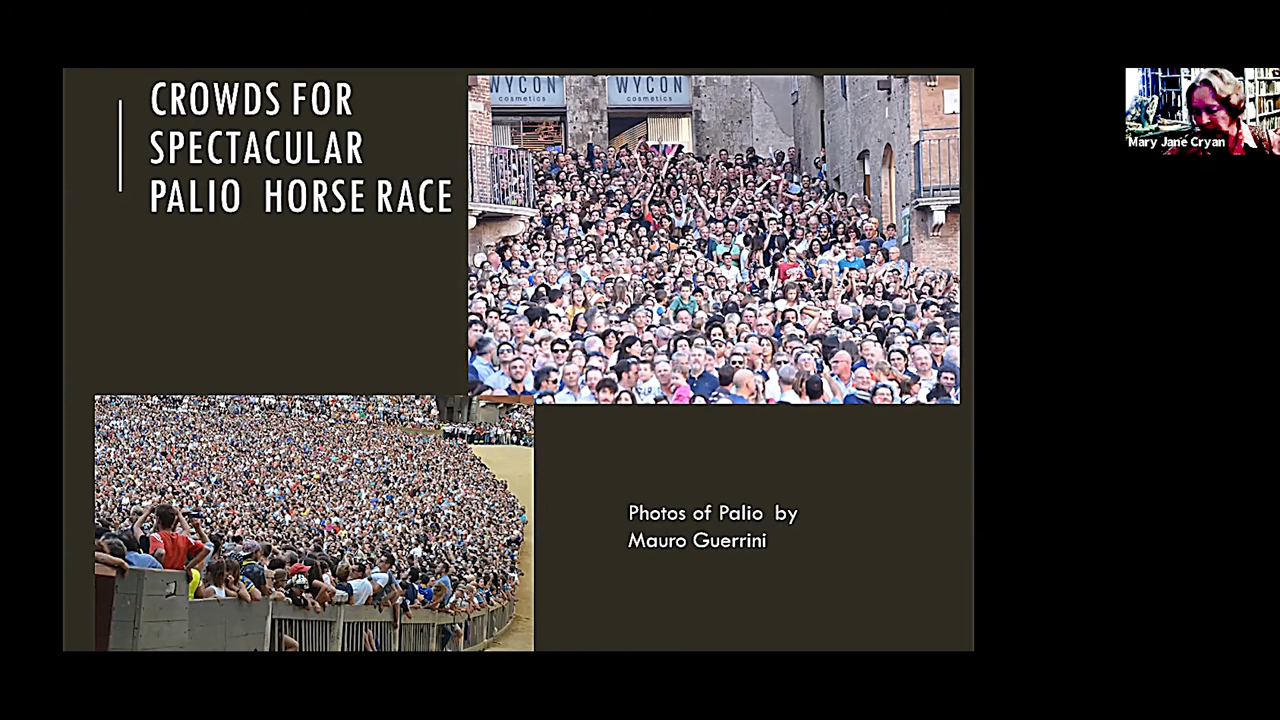 CROWDS FOR
SPECTACULAR
PALIO HORSE RACE
WYCON
cosmetics
WYCON
cosmetics
Mary Jane Cryan
Photos of Palio by
Mauro Guerrini